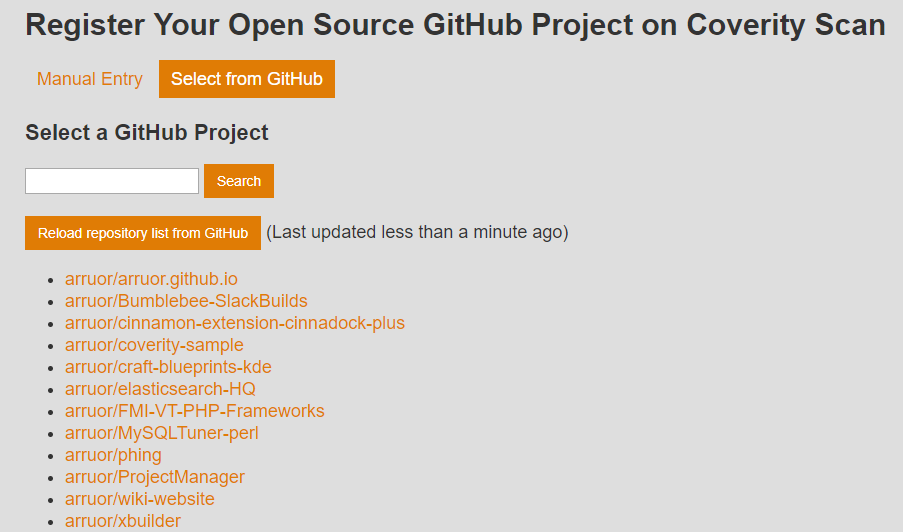 Register Your Open Source GitHub Project on Coverity Scan
Manual Entry Select from GitHub
Select a GitHub Project
Search
Reload repository list from GitHub (Last updated less than a minute ago)
arruor/arruor.github.io
arruor/Bumblebee-SlackBuilds
arruor/cinnamon-extension-cinnadock-plus
arruor/coverity-sample
arruor/craft-blueprints-kde
arruor/elasticsearch-HQ
arruor/FMI-VT-PHP-Frameworks
arruor/MySQLTuner-perl
arruor/phing
arruor/ProjectManager
arruor/wiki-website
arruor/xbuilder